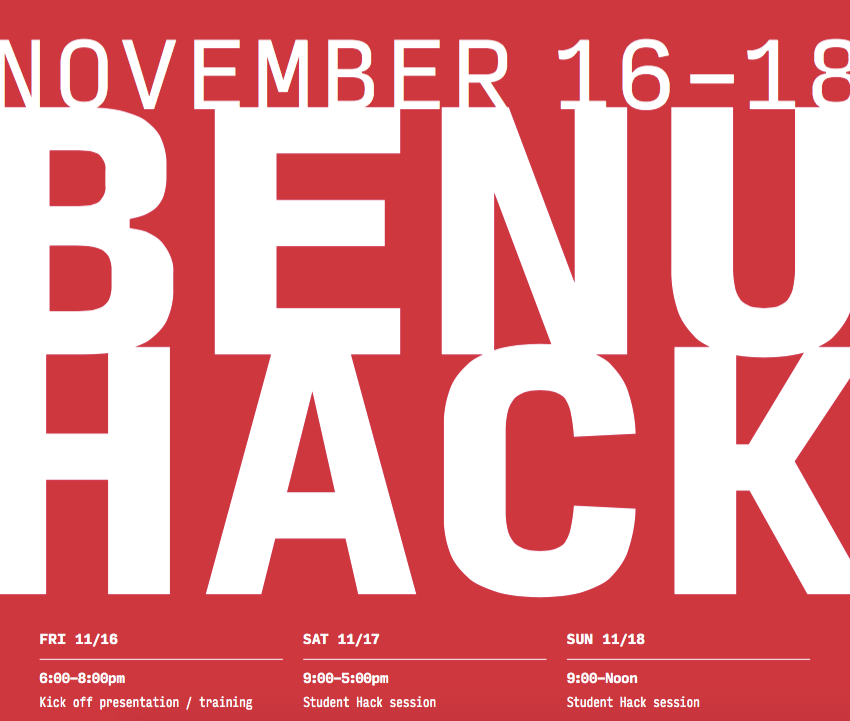 NOVEMBER 16–18
BENU
HACK
FRI 11/16
6:00–8:00pm
Kick off presentation / training
SAT 11/17
9:00–5:00pm
Student Hack session
SUN 11/18
9:00–Noon
Student Hack session